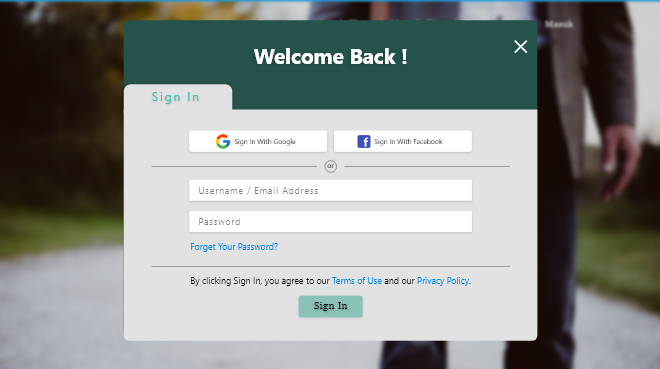 Masuk
Welcome Back !
Sign In
Sign In With Google
Sign In With Facebook
or
Username / Email Address
Password
Forget Your Password?
By clicking Sign In, you agree to our Terms of Use and our Privacy Policy.
Sign In